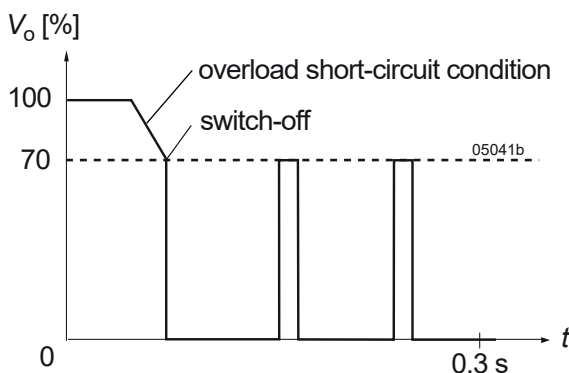 Vo [%]
overload short-circuit condition
100
switch-off
70
05041b
t
0
0.3 s